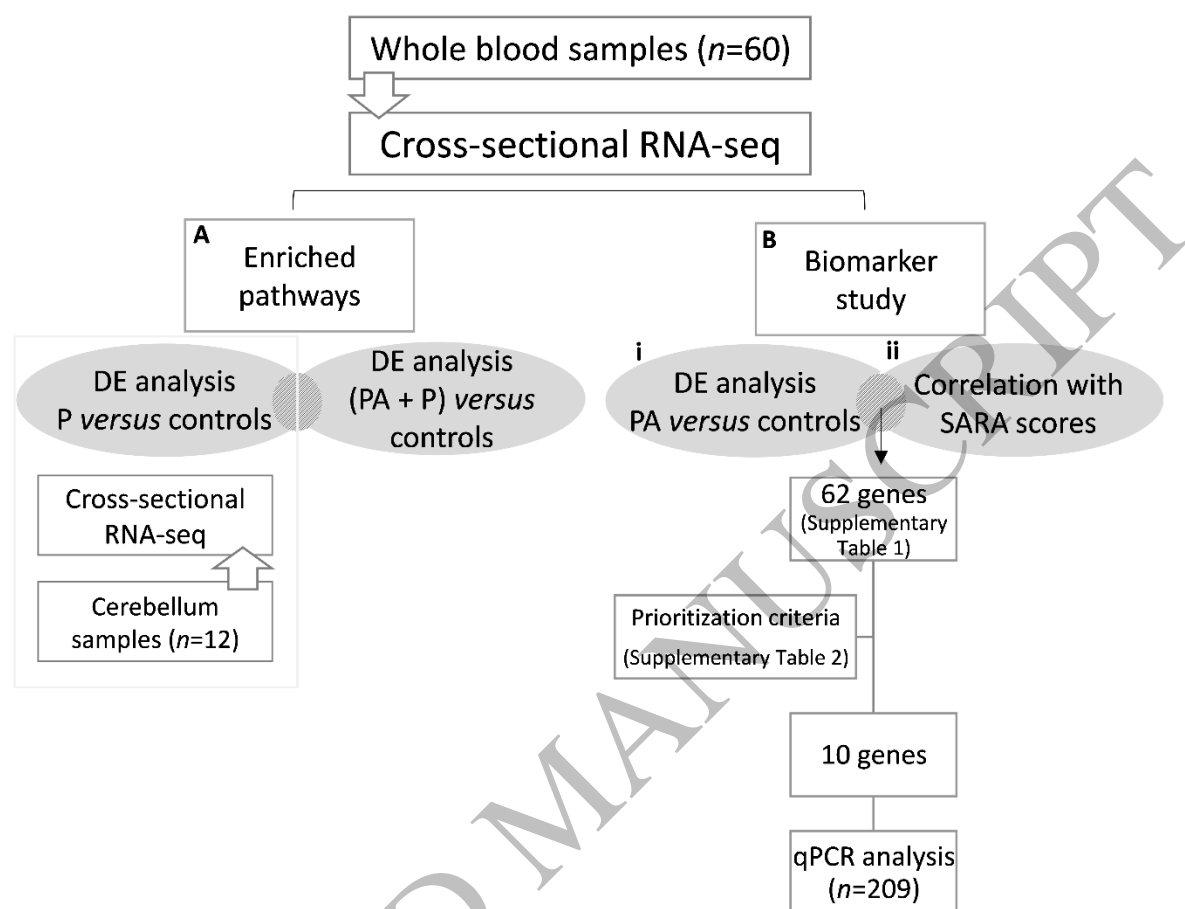 Whole blood samples (n=60)
Cross-sectional RNA-seq
A
Enriched
pathways
DE analysis
P versus controls
DE analysis
(PA + P) versus
controls
Cross-sectional
RNA-seq
Cerebellum
samples (n=12)
B
Biomarker
study
i
DE analysis
PA versus controls
ii
Correlation with
SARA scores
62 genes
(Supplementary
Table 1)
Prioritization criteria
(Supplementary Table 2)
10 genes
qPCR analysis
(n=209)
D MANUSCRIPT